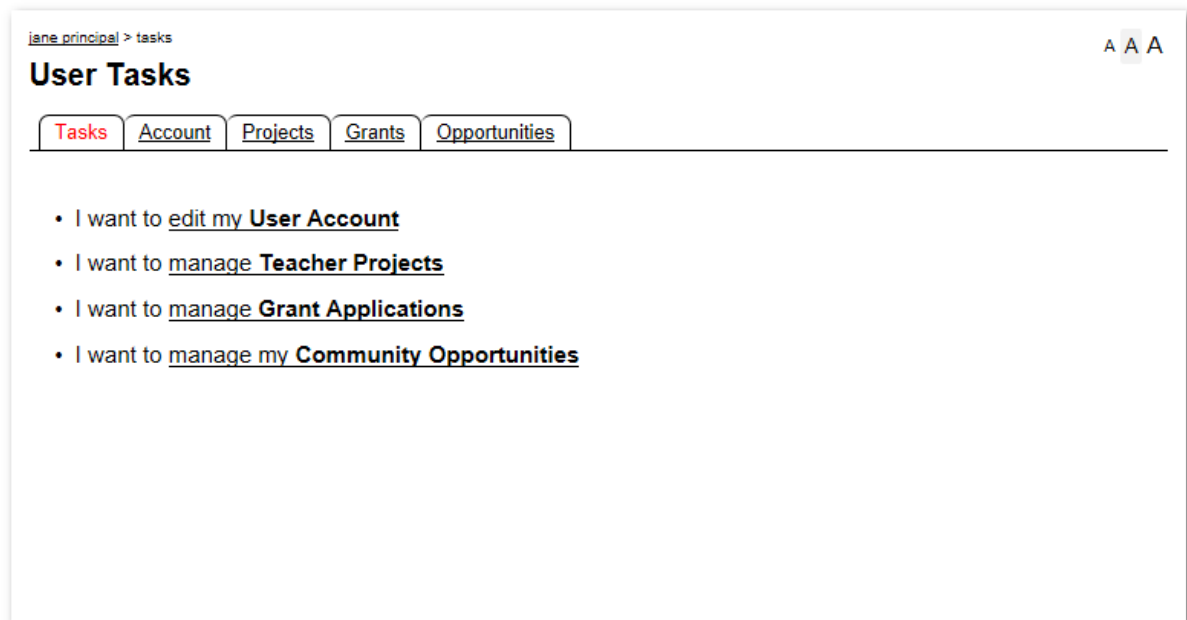 jane principal > tasks
A A A
User Tasks
Tasks Account Projects Grants Opportunities
• I want to edit my User Account
• I want to manage Teacher Projects
• I want to manage Grant Applications
• I want to manage my Community Opportunities